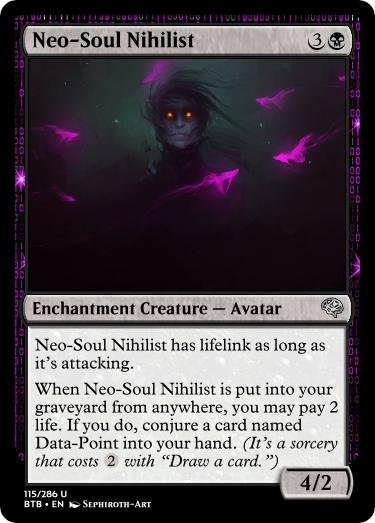 Neo-Soul Nihilist 3
Enchantment Creature — Avatar
Neo-Soul Nihilist has lifelink as long as
it's attacking.
When Neo-Soul Nihilist is put into your
graveyard from anywhere, you may pay 2
life. If you do, conjure a card named
Data-Point into your hand. (It's a sorcery
that costs 2 with “Draw a card.”)
4/2
115/286 U
BTB • EN Sephiroth-Art